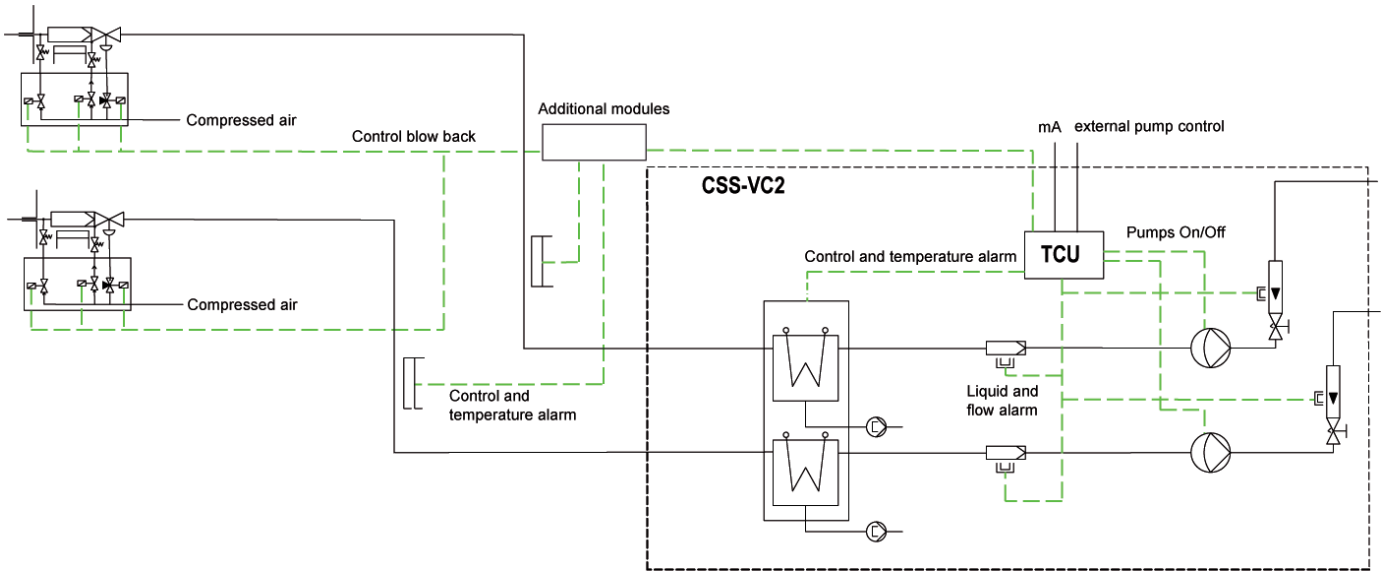 Additional modules
Compressed air
Control blow back
mA
external pump control
CSS-VC2
Pumps On/Off
Control and temperature alarm
TCU
Compressed air
Liquid and
flow alarm
Control and
temperature alarm